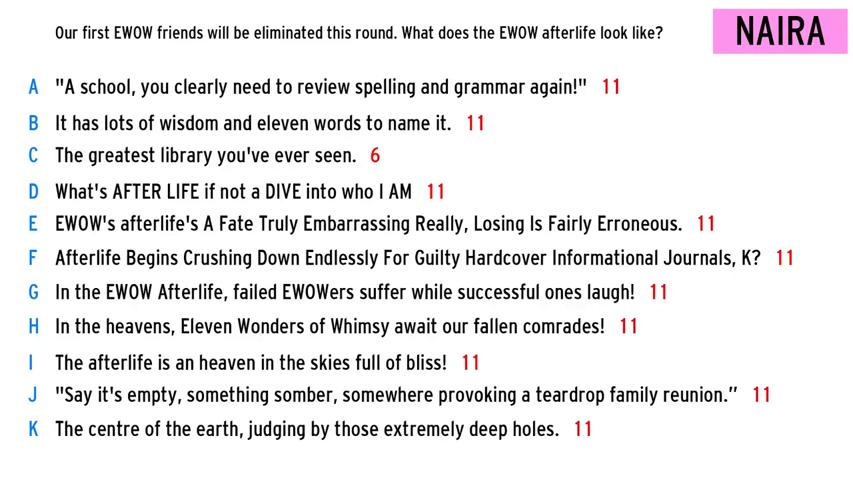 Our first EWOW friends will be eliminated this round. What does the EWOW afterlife look like?
NAIRA
A "A school, you clearly need to review spelling and grammar again!" 11
B It has lots of wisdom and eleven words to name it. 11
C The greatest library you've ever seen. 6
D What's AFTER LIFE if not a DIVE into who I AM 11
E EWOW's afterlife's A Fate Truly Embarrassing Really, Losing Is Fairly Erroneous. 11
F Afterlife Begins Crushing Down Endlessly For Guilty Hardcover Informational Journals, K? 11
G In the EWOW Afterlife, failed EWOWers suffer while successful ones laugh! 11
H In the heavens, Eleven Wonders of Whimsy await our fallen comrades! 11
I The afterlife is an heaven in the skies full of bliss! 11
J "Say it's empty, something somber, somewhere provoking a teardrop family reunion.” 11
K The centre of the earth, judging by those extremely deep holes. 11